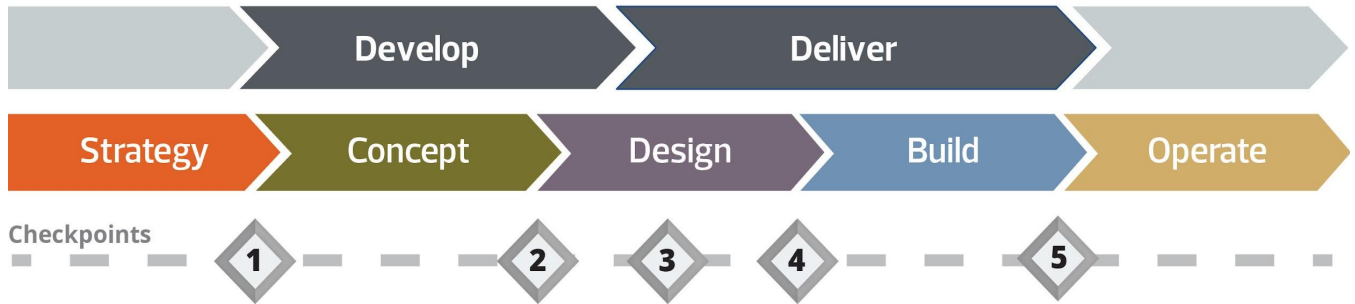 Develop Deliver
Strategy Concept Design Build Operate
Checkpoints
1 2 3 4 5